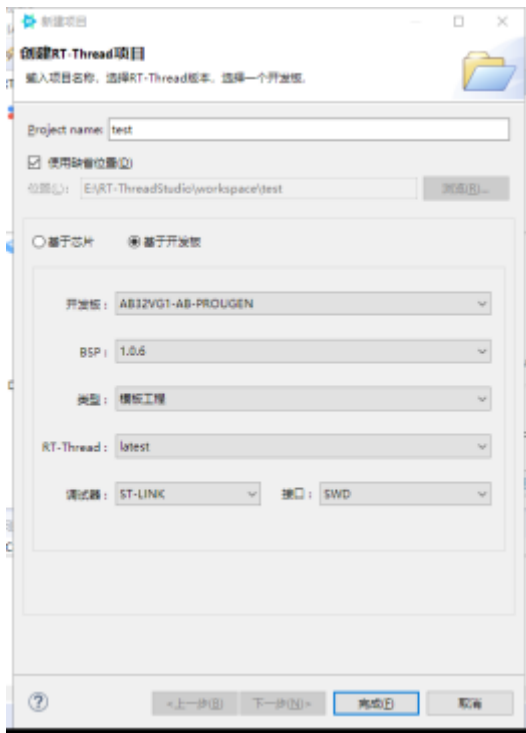 新建项目
创建RT-Thread项目
输入项目名称，选择RT-Thread版本，选择一个开发板.
Project name: test
使用缺省位置(D)
位置(L): E:\RT-ThreadStudio\workspace\test 浏览(R)...
基于芯片 基于开发板
开发板: AB32VG1-AB-PROUGEN
BSP: 1.0.6
类型: 模板工程
RT-Thread: latest
调试器: ST-LINK 接口: SWD
<上一步(B) 下一步(N)> 完成(F) 取消